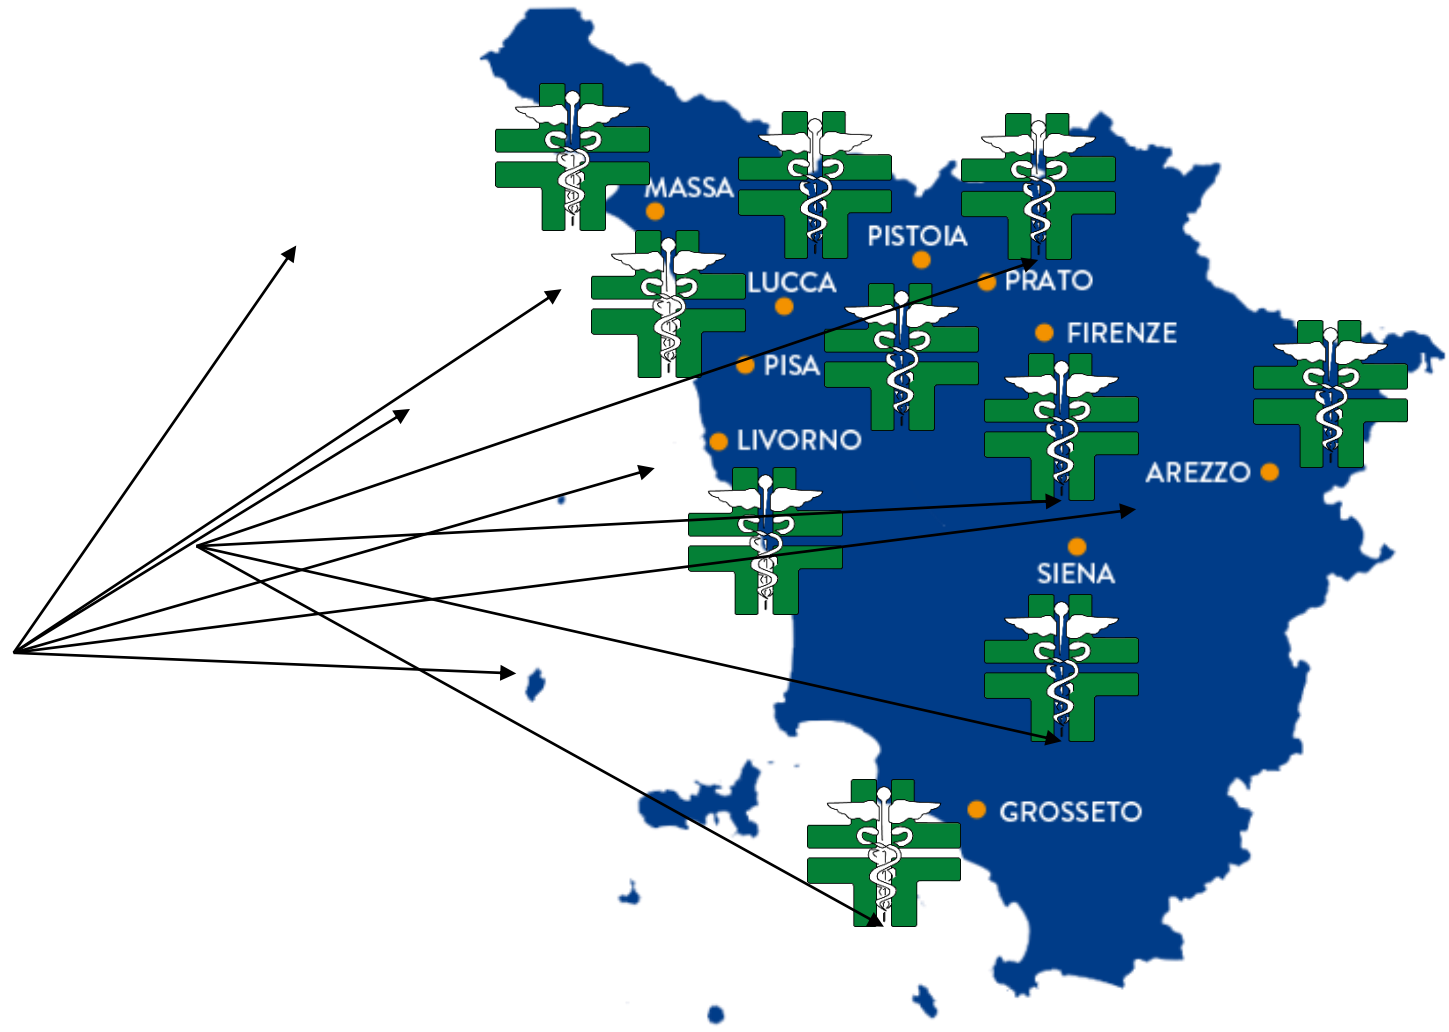 MASSA
PISTOIA
LUCCA
PRATO
FIRENZE
PISA
LIVORNO
AREZZO
SIENA
GROSSETO